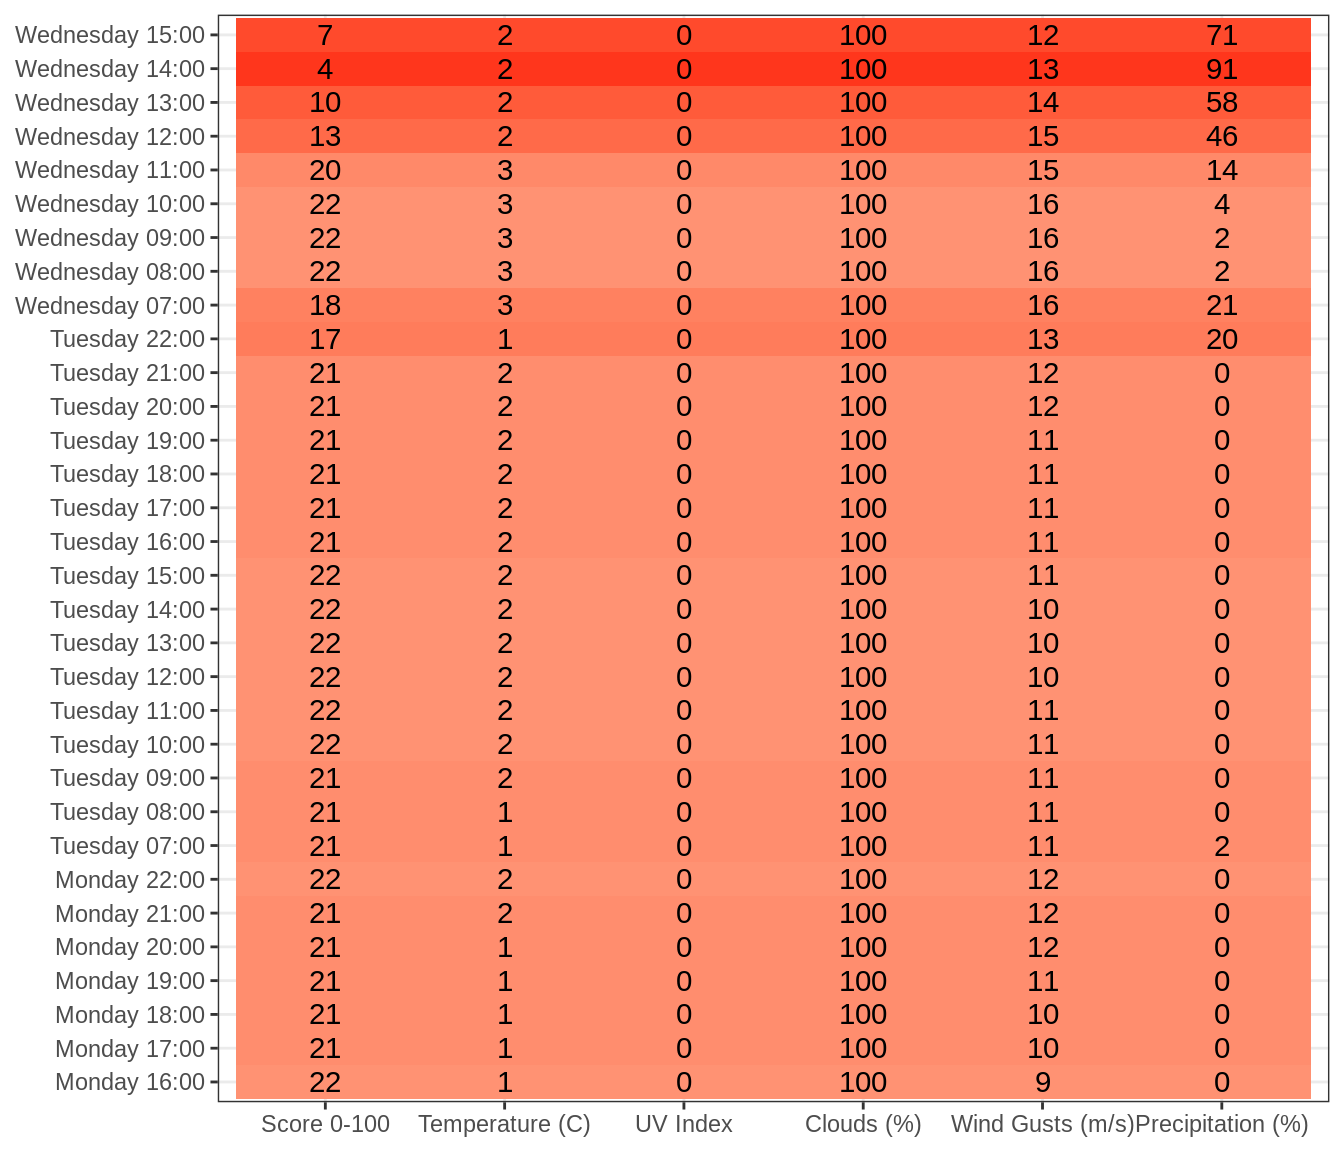 Wednesday 15:00 7 2 0 100 12 71
Wednesday 14:00 4 2 0 100 13 91
Wednesday 13:00 10 2 0 100 14 58
Wednesday 12:00 13 2 0 100 15 46
Wednesday 11:00 20 3 0 100 15 14
Wednesday 10:00 22 3 0 100 16 4
Wednesday 09:00 22 3 0 100 16 2
Wednesday 08:00 22 3 0 100 16 2
Wednesday 07:00 18 3 0 100 16 21
Tuesday 22:00 17 1 0 100 13 20
Tuesday 21:00 21 2 0 100 12 0
Tuesday 20:00 21 2 0 100 12 0
Tuesday 19:00 21 2 0 100 11 0
Tuesday 18:00 21 2 0 100 11 0
Tuesday 17:00 21 2 0 100 11 0
Tuesday 16:00 21 2 0 100 11 0
Tuesday 15:00 22 2 0 100 11 0
Tuesday 14:00 22 2 0 100 10 0
Tuesday 13:00 22 2 0 100 10 0
Tuesday 12:00 22 2 0 100 10 0
Tuesday 11:00 22 2 0 100 11 0
Tuesday 10:00 22 2 0 100 11 0
Tuesday 09:00 21 2 0 100 11 0
Tuesday 08:00 21 1 0 100 11 0
Tuesday 07:00 21 1 0 100 11 2
Monday 22:00 22 2 0 100 12 0
Monday 21:00 21 2 0 100 12 0
Monday 20:00 21 1 0 100 12 0
Monday 19:00 21 1 0 100 11 0
Monday 18:00 21 1 0 100 10 0
Monday 17:00 21 1 0 100 10 0
Monday 16:00 22 1 0 100 9 0
Score 0-100 Temperature (C) UV Index Clouds (%) Wind Gusts (m/s) Precipitation (%)